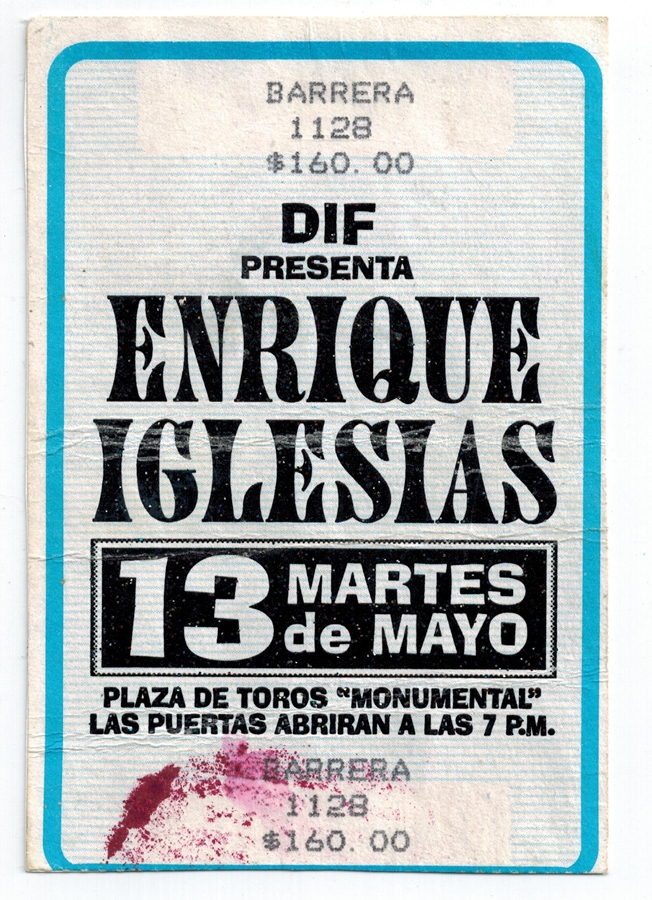 BARRERA
1128
$160.00
DIF
PRESENTA
ENRIQUE
IGLESIAS
13 MARTES
de MAYO
PLAZA DE TOROS "MONUMENTAL"
LAS PUERTAS ABRIRAN A LAS 7 P.M.
BARRERA
1128
$160.00